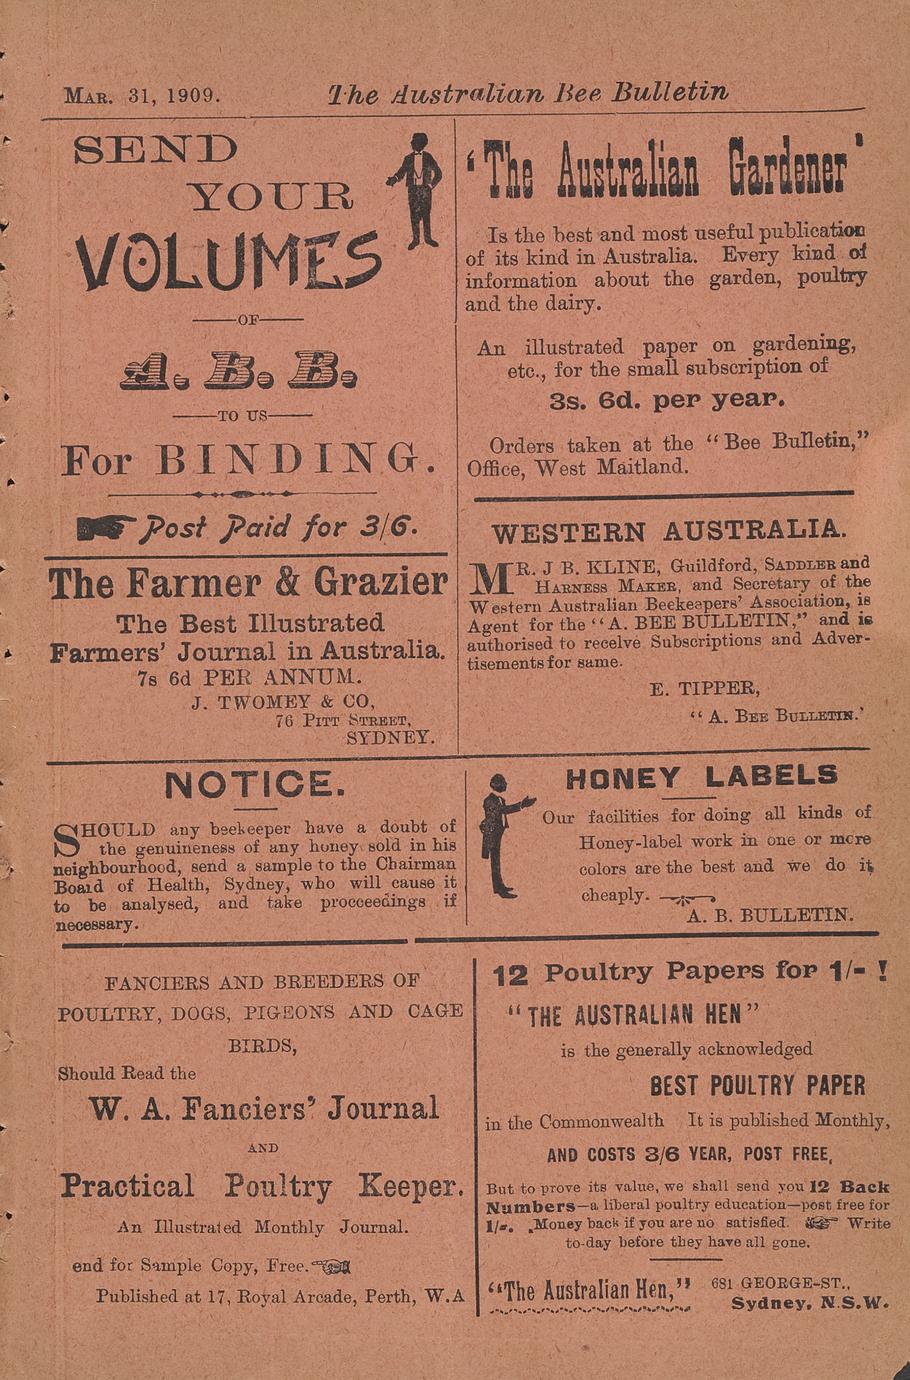 MAR. 31, 1909. The Australian Bee Bulletin
SEND
YOUR
VOLUMES
—OF—
A. B. B.
—TO US—
For BINDING.
Post Paid for 3/6.
The Farmer & Grazier
The Best Illustrated
Farmers' Journal in Australia.
7s 6d PER ANNUM.
J. TWOMEY & CO,
76 PITT STREET,
SYDNEY.
'The Australian Gardener'
Is the best and most useful publication
of its kind in Australia. Every kind of
information about the garden, poultry
and the dairy.
An illustrated paper on gardening,
etc., for the small subscription of
3s. 6d. per year.
Orders taken at the "Bee Bulletin,"
Office, West Maitland.
WESTERN AUSTRALIA.
MR. J B. KLINE, Guildford, SADDLER and
HARNESS MAKER, and Secretary of the
Western Australian Beekeepers' Association, is
Agent for the "A. BEE BULLETIN," and is
authorised to receive Subscriptions and Adver-
tisements for same.
E. TIPPER,
"A. BEE BULLETIN.'
NOTICE.
SHOULD any beekeeper have a doubt of
the genuineness of any honey sold in his
neighbourhood, send a sample to the Chairman
Board of Health, Sydney, who will cause it
to be analysed, and take procceedings if
necessary.
HONEY LABELS
Our facilities for doing all kinds of
Honey-label work in one or more
colors are the best and we do it
cheaply.
A. B. BULLETIN.
FANCIERS AND BREEDERS OF
POULTRY, DOGS, PIGEONS AND CAGE
BIRDS,
Should Read the
W. A. Fanciers' Journal
AND
Practical Poultry Keeper.
An Illustrated Monthly Journal.
end for Sample Copy, Free.
Published at 17, Royal Arcade, Perth, W.A
12 Poultry Papers for 1/- !
"THE AUSTRALIAN HEN"
is the generally acknowledged
BEST POULTRY PAPER
in the Commonwealth It is published Monthly,
AND COSTS 3/6 YEAR, POST FREE,
But to prove its value, we shall send you 12 Back
Numbers—a liberal poultry education—post free for
1/-. Money back if you are no satisfied. Write
to-day before they have all gone.
"The Australian Hen," 681 GEORGE-ST.,
Sydney, N.S.W.